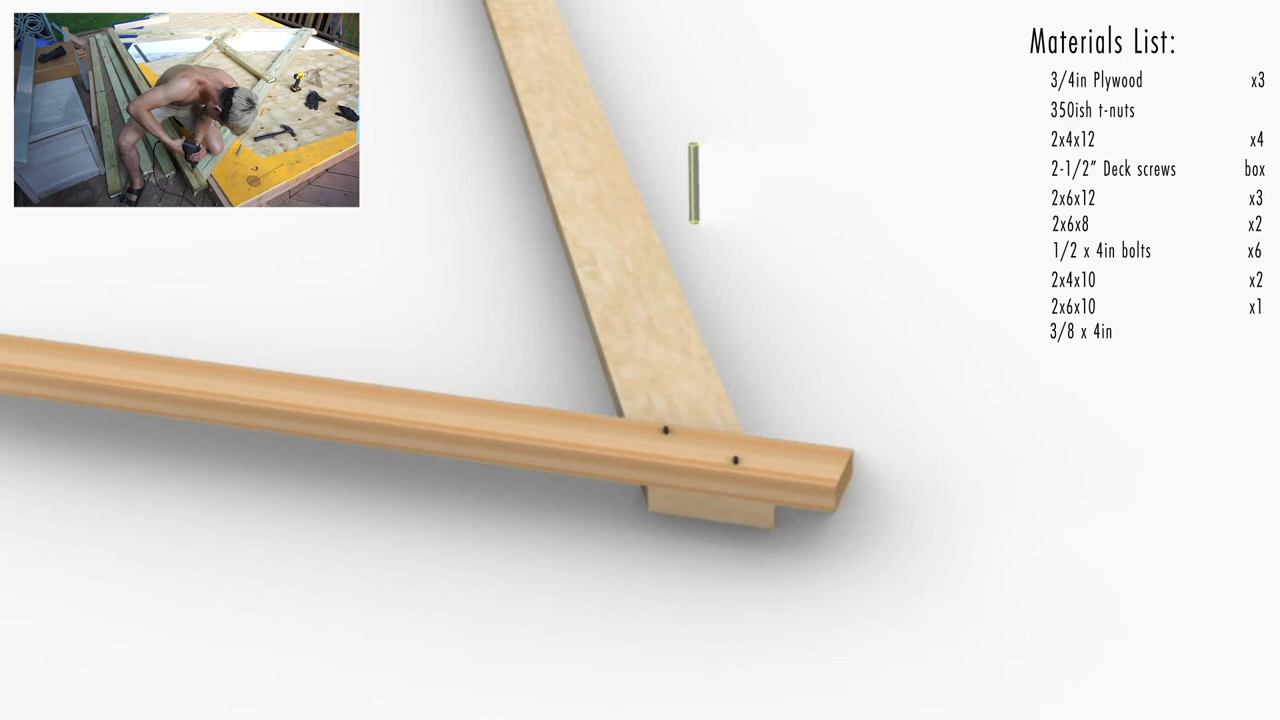 Materials List:
3/4in Plywood x3
350ish t-nuts
2x4x12 x4
2-1/2" Deck screws box
2x6x12 x3
2x6x8 x2
1/2 x 4in bolts x6
2x4x10 x2
2x6x10 x1
3/8 x 4in